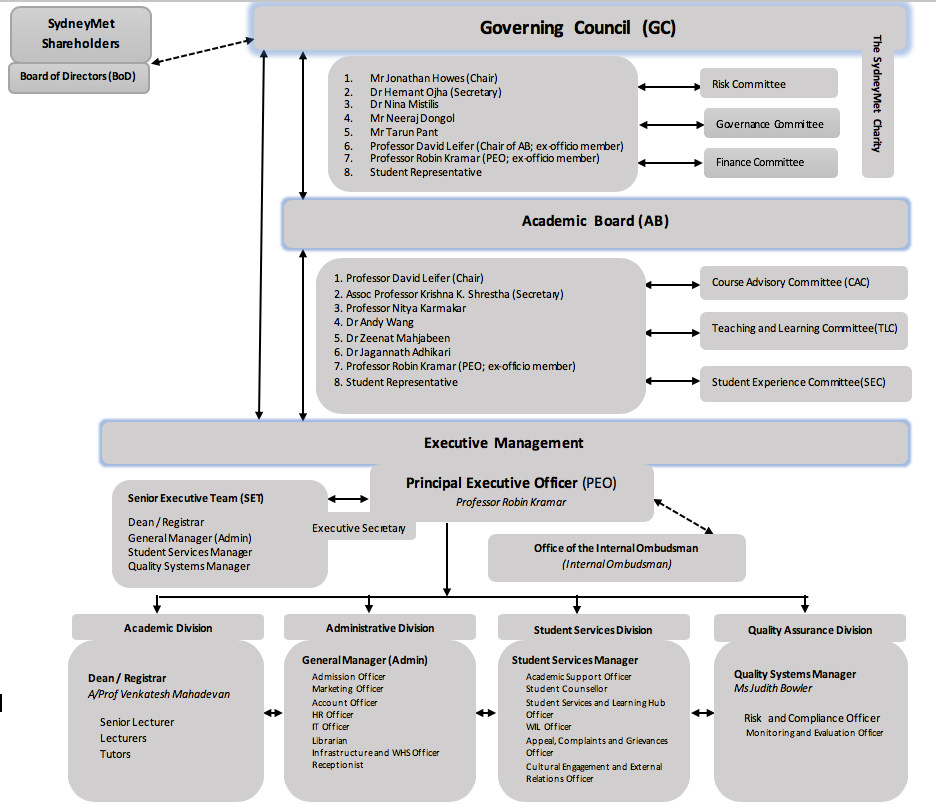 SydneyMet
Shareholders
Board of Directors (BoD)
Governing Council (GC)
The SydneyMet Charity
1. Mr Jonathan Howes (Chair)
2. Dr Hemant Ojha (Secretary)
3. Dr Nina Mistilis
4. Mr Neeraj Dongol
5. Mr Tarun Pant
6. Professor David Leifer (Chair of AB; ex-officio member)
7. Professor Robin Kramar (PEO; ex-officio member)
8. Student Representative
Risk Committee
Governance Committee
Finance Committee
Academic Board (AB)
1. Professor David Leifer (Chair)
2. Assoc Professor Krishna K. Shrestha (Secretary)
3. Professor Nitya Karmakar
4. Dr Andy Wang
5. Dr Zeenat Mahjabeen
6. Dr Jagannath Adhikari
7. Professor Robin Kramar (PEO; ex-officio member)
8. Student Representative
Course Advisory Committee (CAC)
Teaching and Learning Committee(TLC)
Student Experience Committee(SEC)
Executive Management
Principal Executive Officer (PEO)
Professor Robin Kramar
Senior Executive Team (SET)
Dean / Registrar
General Manager (Admin)
Student Services Manager
Quality Systems Manager
Executive Secretary
Office of the Internal Ombudsman
(Internal Ombudsman)
Academic Division
Dean / Registrar
A/Prof Venkatesh Mahadevan
Senior Lecturer
Lecturers
Tutors
Administrative Division
General Manager (Admin)
Admission Officer
Marketing Officer
Account Officer
HR Officer
IT Officer
Librarian
Infrastructure and WHS Officer
Receptionist
Student Services Division
Student Services Manager
Academic Support Officer
Student Counsellor
Student Services and Learning Hub
Officer
WIL Officer
Appeal, Complaints and Grievances
Officer
Cultural Engagement and External
Relations Officer
Quality Assurance Division
Quality Systems Manager
Ms Judith Bowler
Risk and Compliance Officer
Monitoring and Evaluation Officer